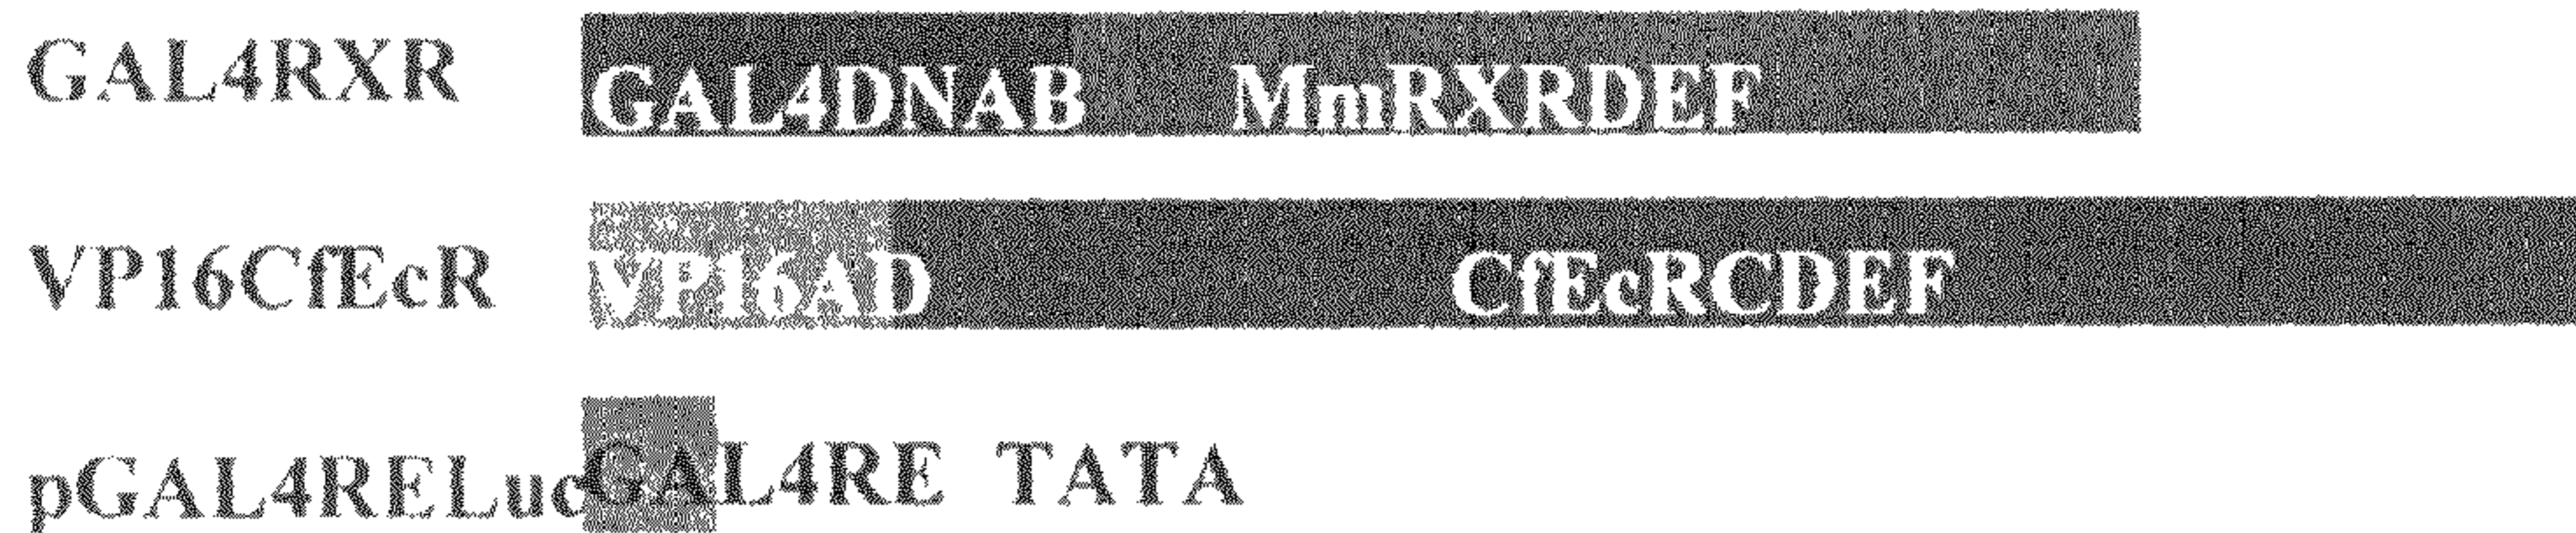 GAL4RXR GAL4DNAB MmRXRDEF
VP16CfEcR VP16AD CfEcRCDEF
pGAL4RELuc GAL4RE TATA